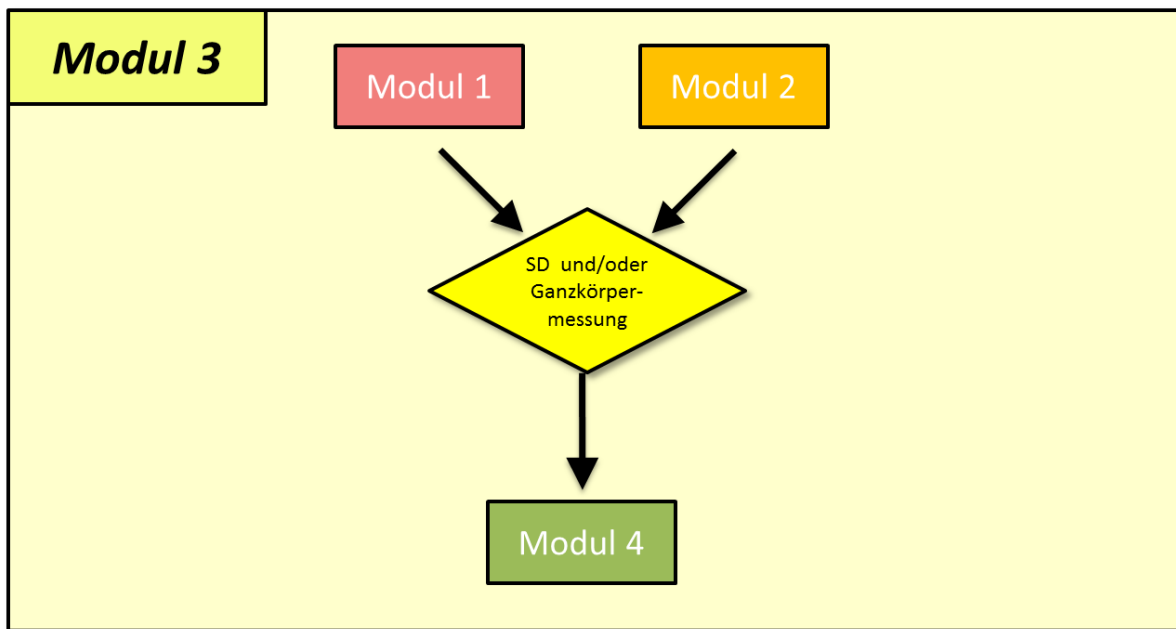 Modul 3
Modul 1
Modul 2
SD und/oder
Ganzkörper-
messung
Modul 4